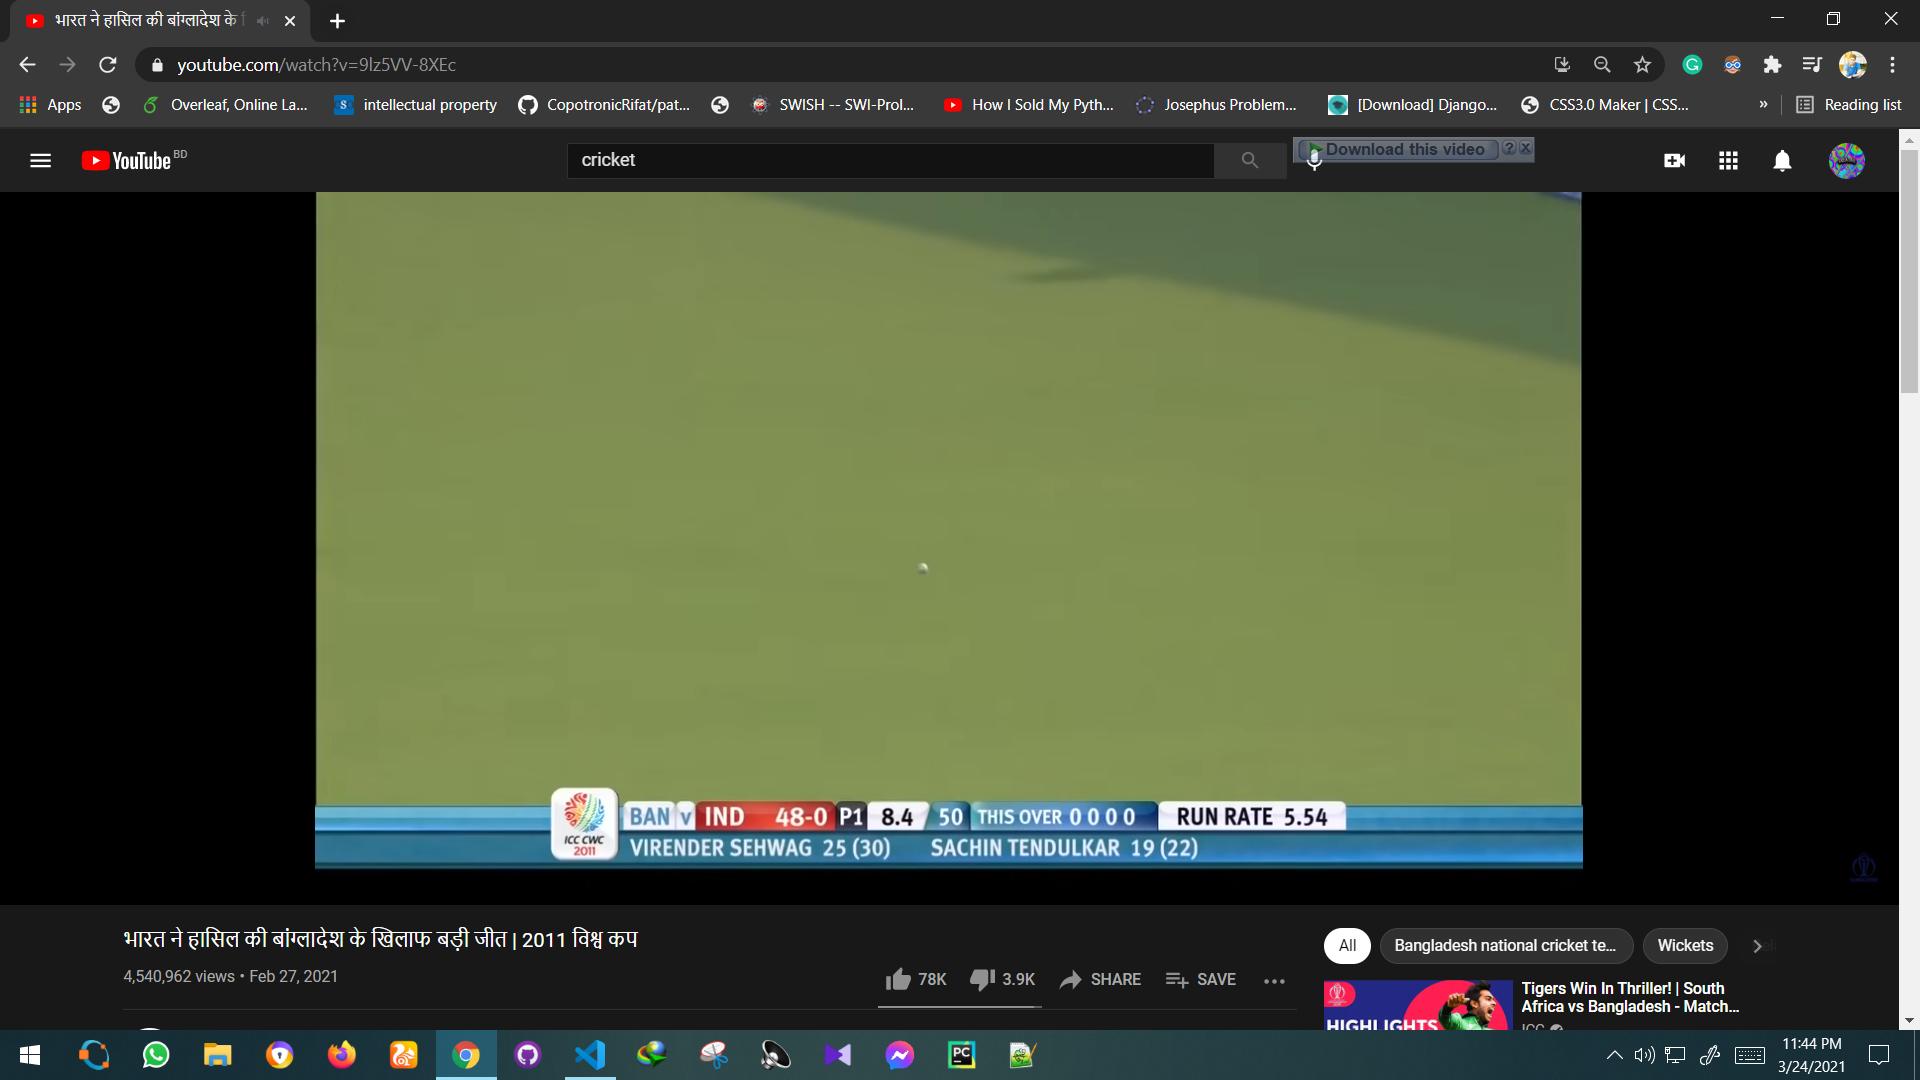 भारत ने हासिल की बांग्लादेश के
youtube.com/watch?v=9lz5VV-8XEc
Apps Overleaf, Online La... intellectual property CopotronicRifat/pat... SWISH -- SWI-Prol... How I Sold My Pyth... Josephus Problem... [Download] Django... CSS3.0 Maker | CSS... » Reading list
YouTube BD cricket Download this video ? X
BAN v IND 48-0 P1 8.4 50 THIS OVER 0 0 0 0 RUN RATE 5.54
ICC CWC
2011
VIRENDER SEHWAG 25 (30) SACHIN TENDULKAR 19 (22)
भारत ने हासिल की बांग्लादेश के खिलाफ बड़ी जीत | 2011 विश्व कप
4,540,962 views • Feb 27, 2021
78K 3.9K SHARE SAVE
All Bangladesh national cricket te... Wickets
HIGHLIGHTS
Tigers Win In Thriller! | South
Africa vs Bangladesh - Match...
ICC
PC
11:44 PM
3/24/2021